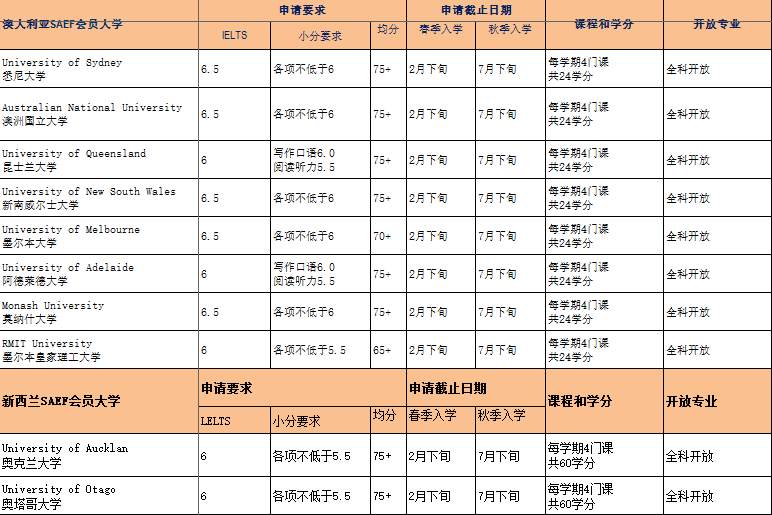 澳大利亚SAEF会员大学 申请要求 申请截止日期 课程和学分 开放专业
IELTS 小分要求 均分 春季入学 秋季入学
University of Sydney
悉尼大学 6.5 各项不低于6 75+ 2月下旬 7月下旬 每学期4门课
共24学分 全科开放
Australian National University
澳洲国立大学 6.5 各项不低于6 75+ 2月下旬 7月下旬 每学期4门课
共24学分 全科开放
University of Queensland
昆士兰大学 6 写作口语6.0
阅读听力5.5 75+ 2月下旬 7月下旬 每学期4门课
共24学分 全科开放
University of New South Wales
新南威尔士大学 6.5 各项不低于6 75+ 2月下旬 7月下旬 每学期4门课
共24学分 全科开放
University of Melbourne
墨尔本大学 6.5 各项不低于6 70+ 2月下旬 7月下旬 每学期4门课
共24学分 全科开放
University of Adelaide
阿德莱德大学 6 写作口语6.0
阅读听力5.5 75+ 2月下旬 7月下旬 每学期4门课
共24学分 全科开放
Monash University
莫纳什大学 6.5 各项不低于6 75+ 2月下旬 7月下旬 每学期4门课
共24学分 全科开放
RMIT University
墨尔本皇家理工大学 6 各项不低于5.5 65+ 2月下旬 7月下旬 每学期4门课
共24学分 全科开放
新西兰SAEF会员大学 申请要求 申请截止日期 课程和学分 开放专业
IELTS 小分要求 均分 春季入学 秋季入学
University of Aucklan
奥克兰大学 6 各项不低于5.5 75+ 2月下旬 7月下旬 每学期4门课
共60学分 全科开放
University of Otago
奥塔哥大学 6 各项不低于5.5 75+ 2月下旬 7月下旬 每学期4门课
共60学分 全科开放